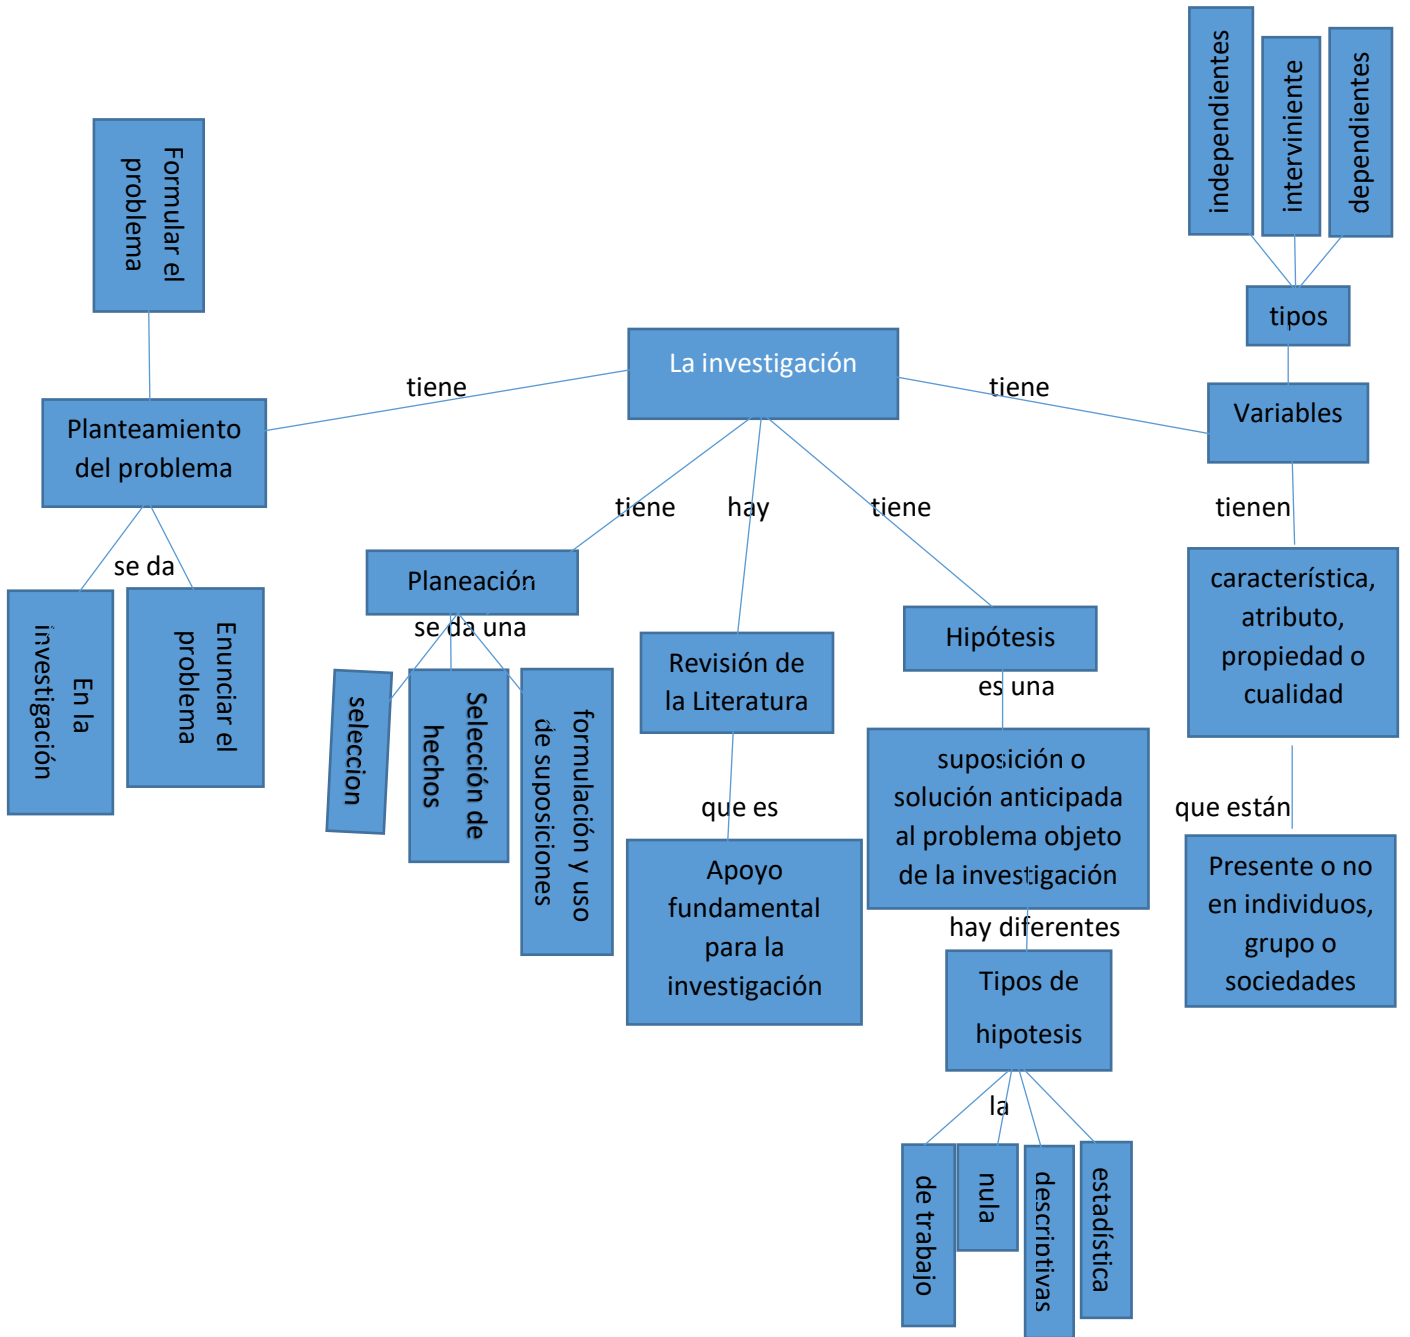 independientes
interviniente
dependientes
tipos
Formular el
problema
La investigación
tiene
tiene
Planteamiento
del problema
Variables
tiene
hay
tiene
tienen
se da
En la
investigación
Enunciar el
problema
Planeación
se da una
seleccion
Selección de
hechos
formulación y uso
de suposiciones
Revisión de
la Literatura
que es
Apoyo
fundamental
para la
investigación
Hipótesis
es una
suposición o
solución anticipada
al problema objeto
de la investigación
hay diferentes
Tipos de
hipotesis
la
de trabajo
nula
descriptivas
estadística
característica,
atributo,
propiedad o
cualidad
que están
Presente o no
en individuos,
grupo o
sociedades